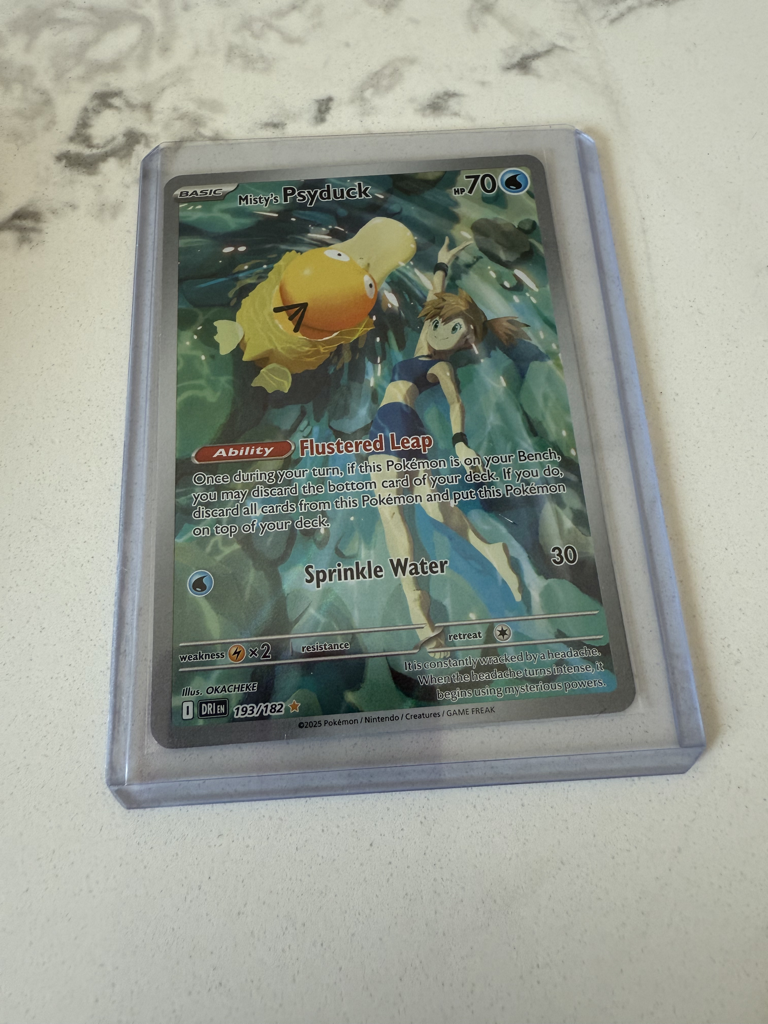 BASIC Misty's Psyduck HP 70
Ability Flustered Leap
Once during your turn, if this Pokémon is on your Bench,
you may discard the bottom card of your deck. If you do,
discard all cards from this Pokémon and put this Pokémon
on top of your deck.
Sprinkle Water 30
weakness ×2 resistance retreat
It is constantly wracked by a headache.
When the headache turns intense, it
begins using mysterious powers.
Illus. OKACHEKE
I DRI EN 193/182
©2025 Pokémon / Nintendo / Creatures / GAME FREAK